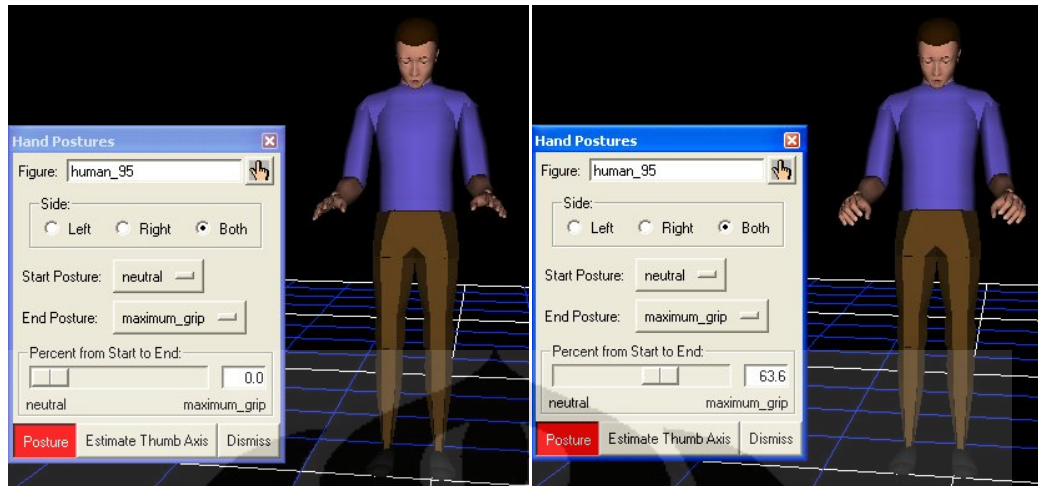 Hand Postures
Figure: human_95
Side:
Left Right Both
Start Posture: neutral
End Posture: maximum_grip
Percent from Start to End:
0.0
neutral maximum_grip
Posture Estimate Thumb Axis Dismiss
Hand Postures
Figure: human_95
Side:
Left Right Both
Start Posture: neutral
End Posture: maximum_grip
Percent from Start to End:
63.6
neutral maximum_grip
Posture Estimate Thumb Axis Dismiss